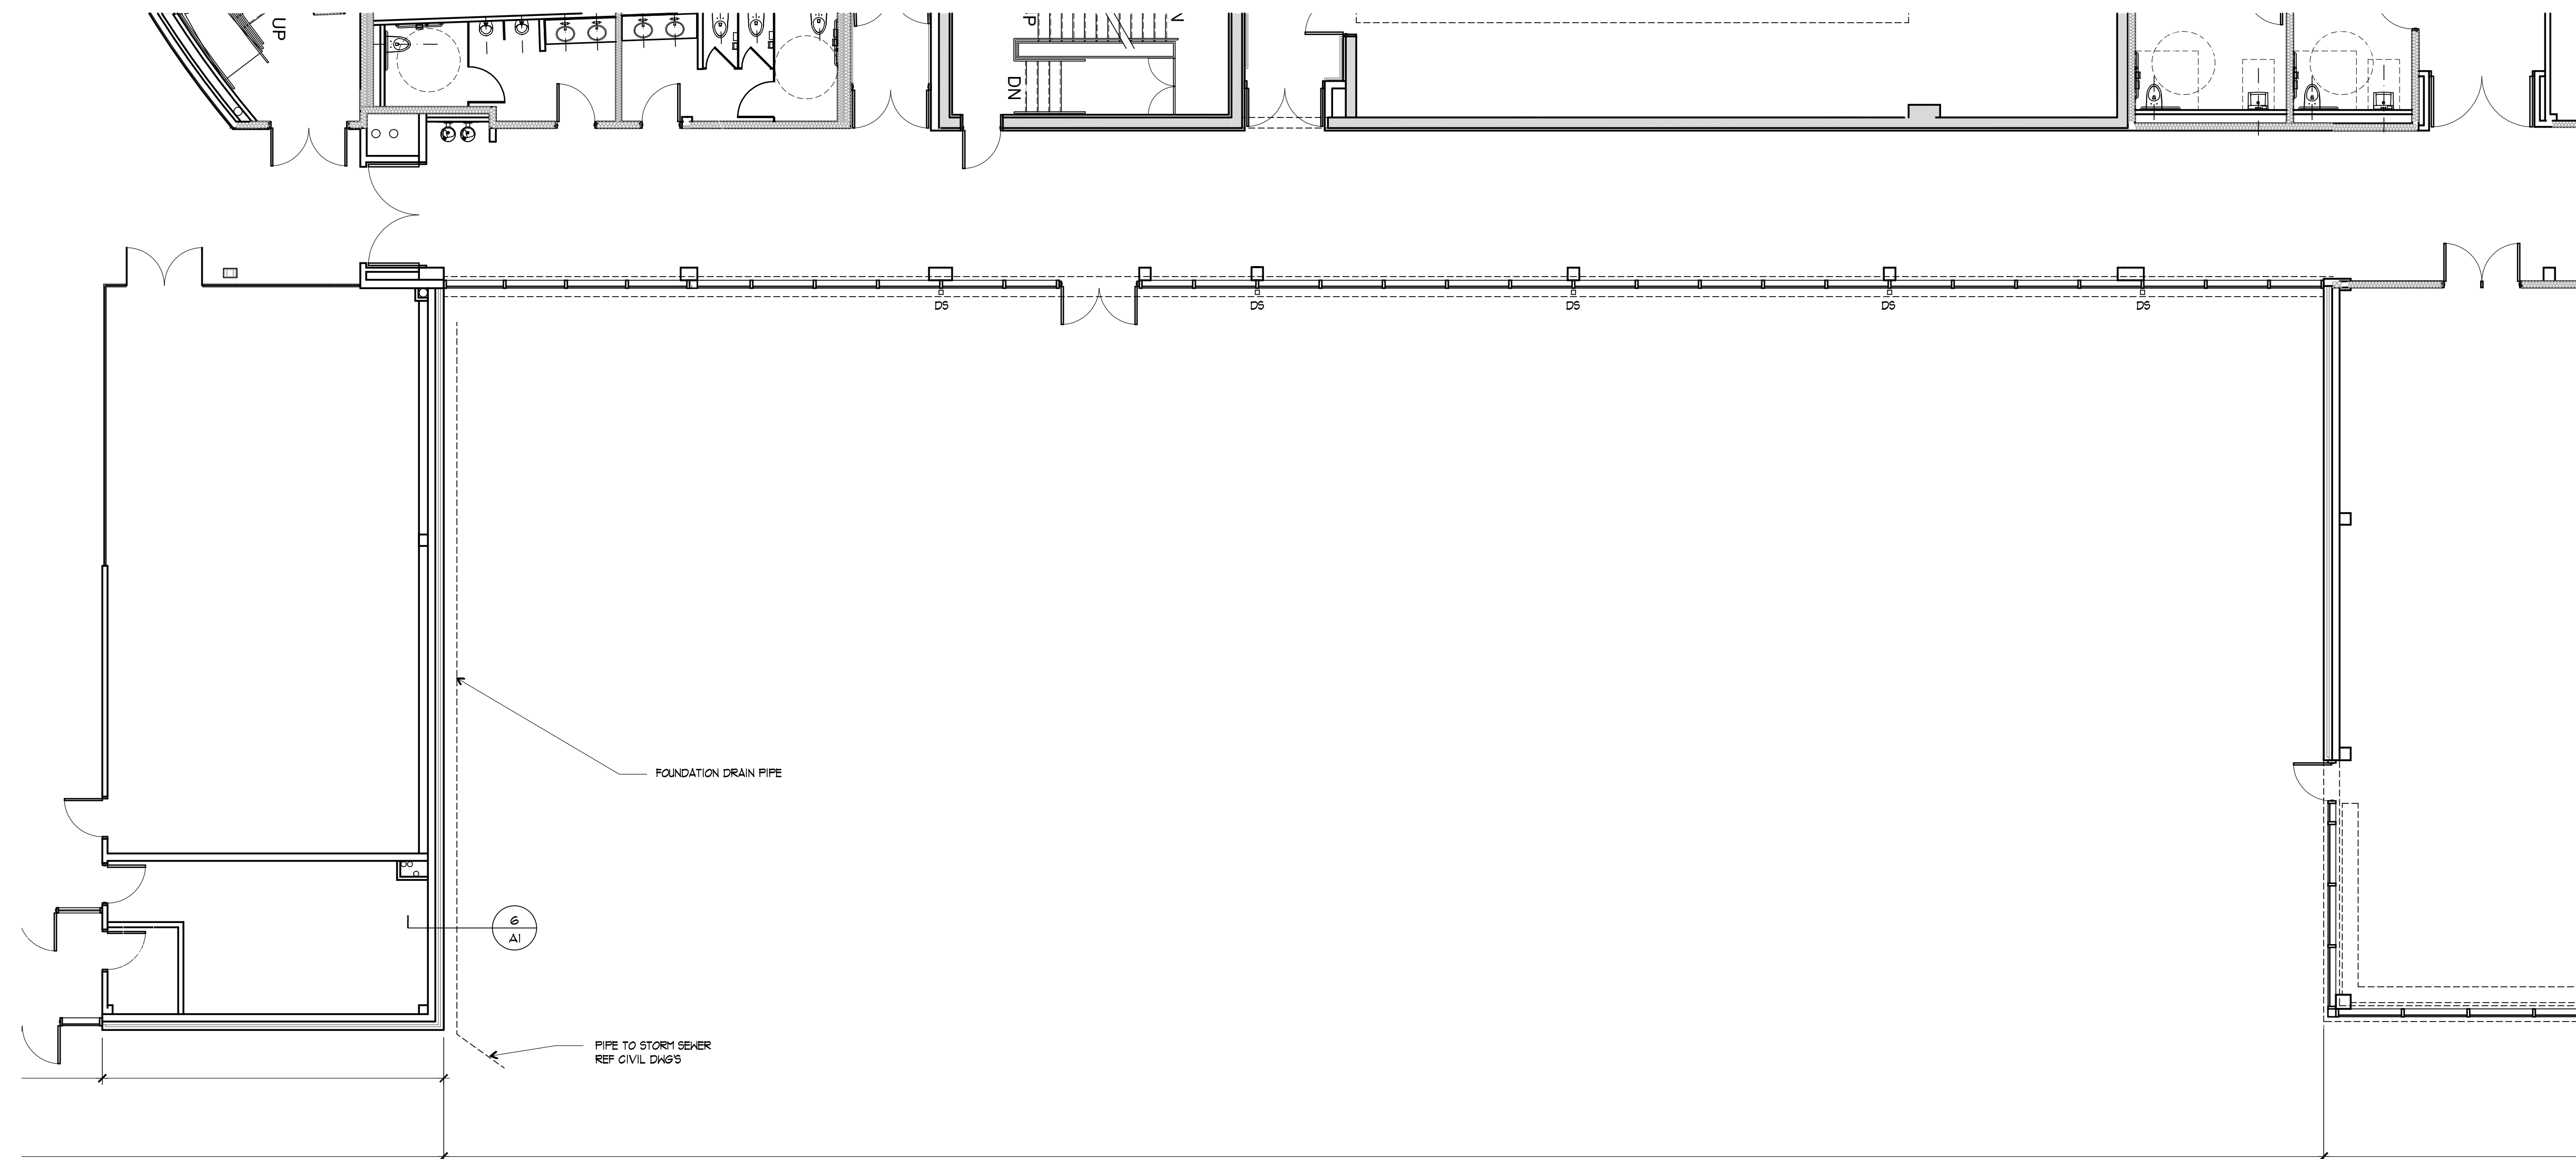 UP
DN
DS
DS
DS
DS
DS
FOUNDATION DRAIN PIPE
6
A1
PIPE TO STORM SEWER
REF CIVIL DWG'S